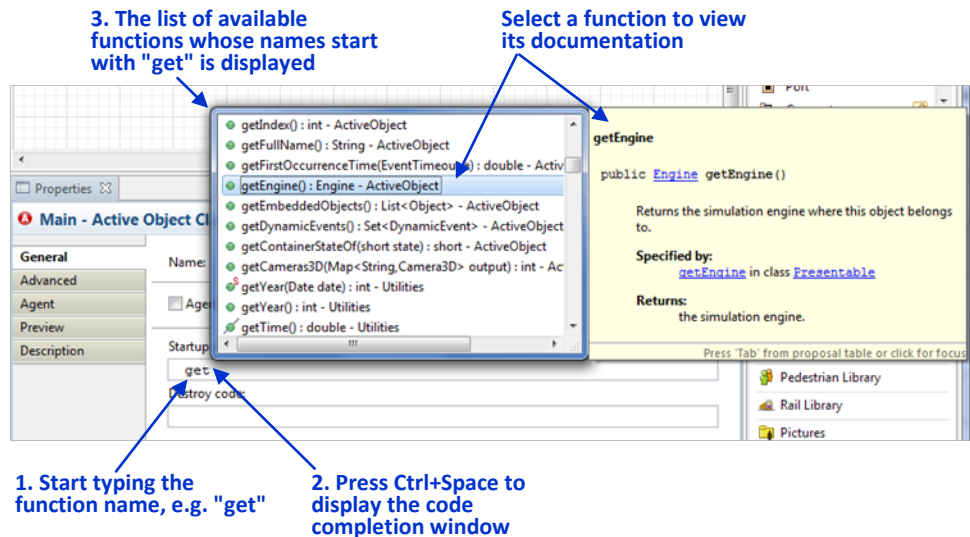 3. The list of available
functions whose names start
with "get" is displayed
Select a function to view
its documentation
Port
getIndex() : int - ActiveObject
getFullName() : String - ActiveObject
getFirstOccurrenceTime(EventTimeout e) : double - Activ
getEngine() : Engine - ActiveObject
getEmbeddedObjects() : List<Object> - ActiveObject
getDynamicEvents() : Set<DynamicEvent> - ActiveObject
getContainerStateOf(short state) : short - ActiveObject
getCameras3D(Map<String,Camera3D> output) : int - Ac
getYear(Date date) : int - Utilities
getYear() : int - Utilities
getTime() : double - Utilities
getEngine
public Engine getEngine()
Returns the simulation engine where this object belongs
to.
Specified by:
getEngine in class Presentable
Returns:
the simulation engine.
Press 'Tab' from proposal table or click for focus
Properties
Main - Active Object Cl
General
Advanced
Agent
Preview
Description
Name:
Agen
Startup
get
Destroy code:
Pedestrian Library
Rail Library
Pictures
1. Start typing the
function name, e.g. "get"
2. Press Ctrl+Space to
display the code
completion window